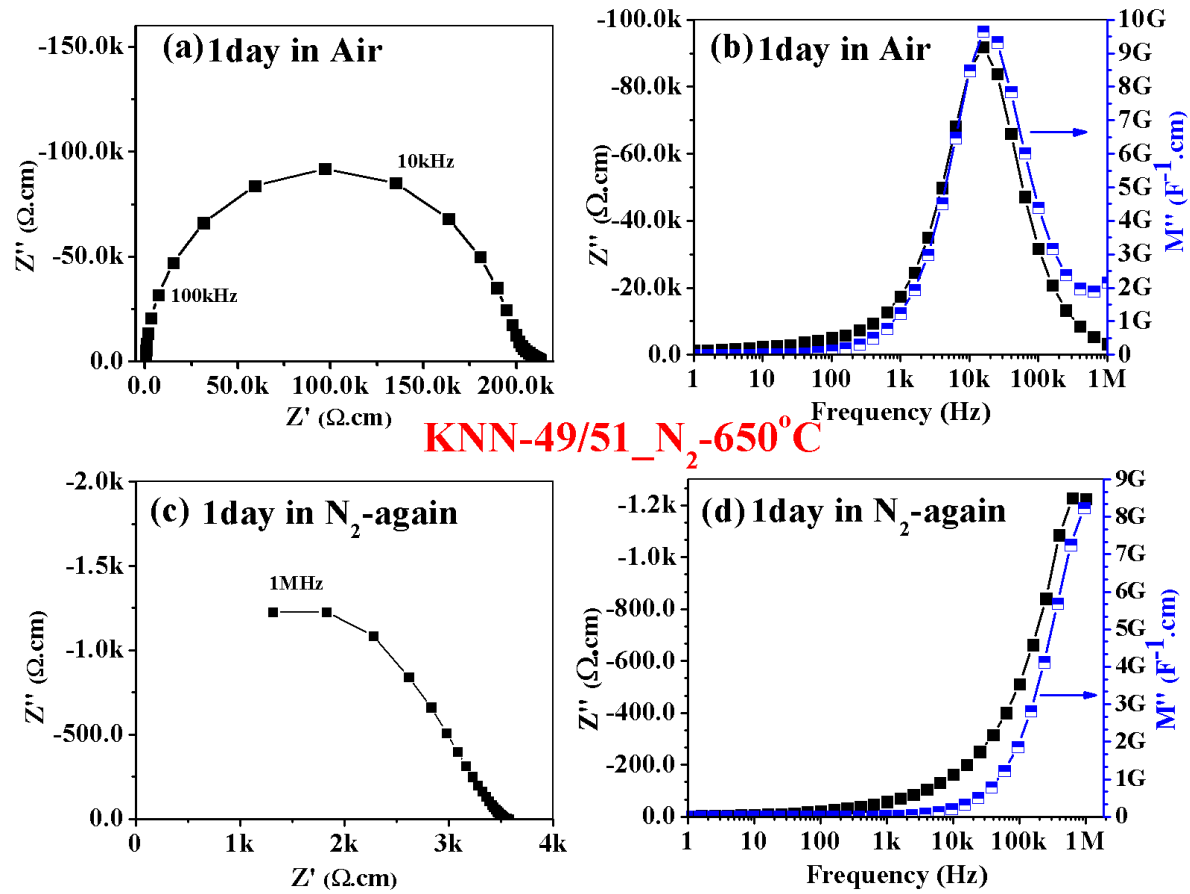 (a) 1day in Air
-150.0k
-100.0k
-50.0k
0.0
Z'' (Ω.cm)
10kHz
100kHz
0.0 50.0k 100.0k 150.0k 200.0k
Z' (Ω.cm)
(b) 1day in Air
-100.0k
-80.0k
-60.0k
-40.0k
-20.0k
0.0
Z'' (Ω.cm)
10G
9G
8G
7G
6G
5G
4G
3G
2G
1G
0
M'' (F⁻¹.cm)
1 10 100 1k 10k 100k 1M
Frequency (Hz)
KNN-49/51_N₂-650°C
(c) 1day in N₂-again
-2.0k
-1.5k
-1.0k
-500.0
0.0
Z'' (Ω.cm)
1MHz
0 1k 2k 3k 4k
Z' (Ω.cm)
(d) 1day in N₂-again
-1.2k
-1.0k
-800.0
-600.0
-400.0
-200.0
0.0
Z'' (Ω.cm)
9G
8G
7G
6G
5G
4G
3G
2G
1G
0
M'' (F⁻¹.cm)
1 10 100 1k 10k 100k 1M
Frequency (Hz)